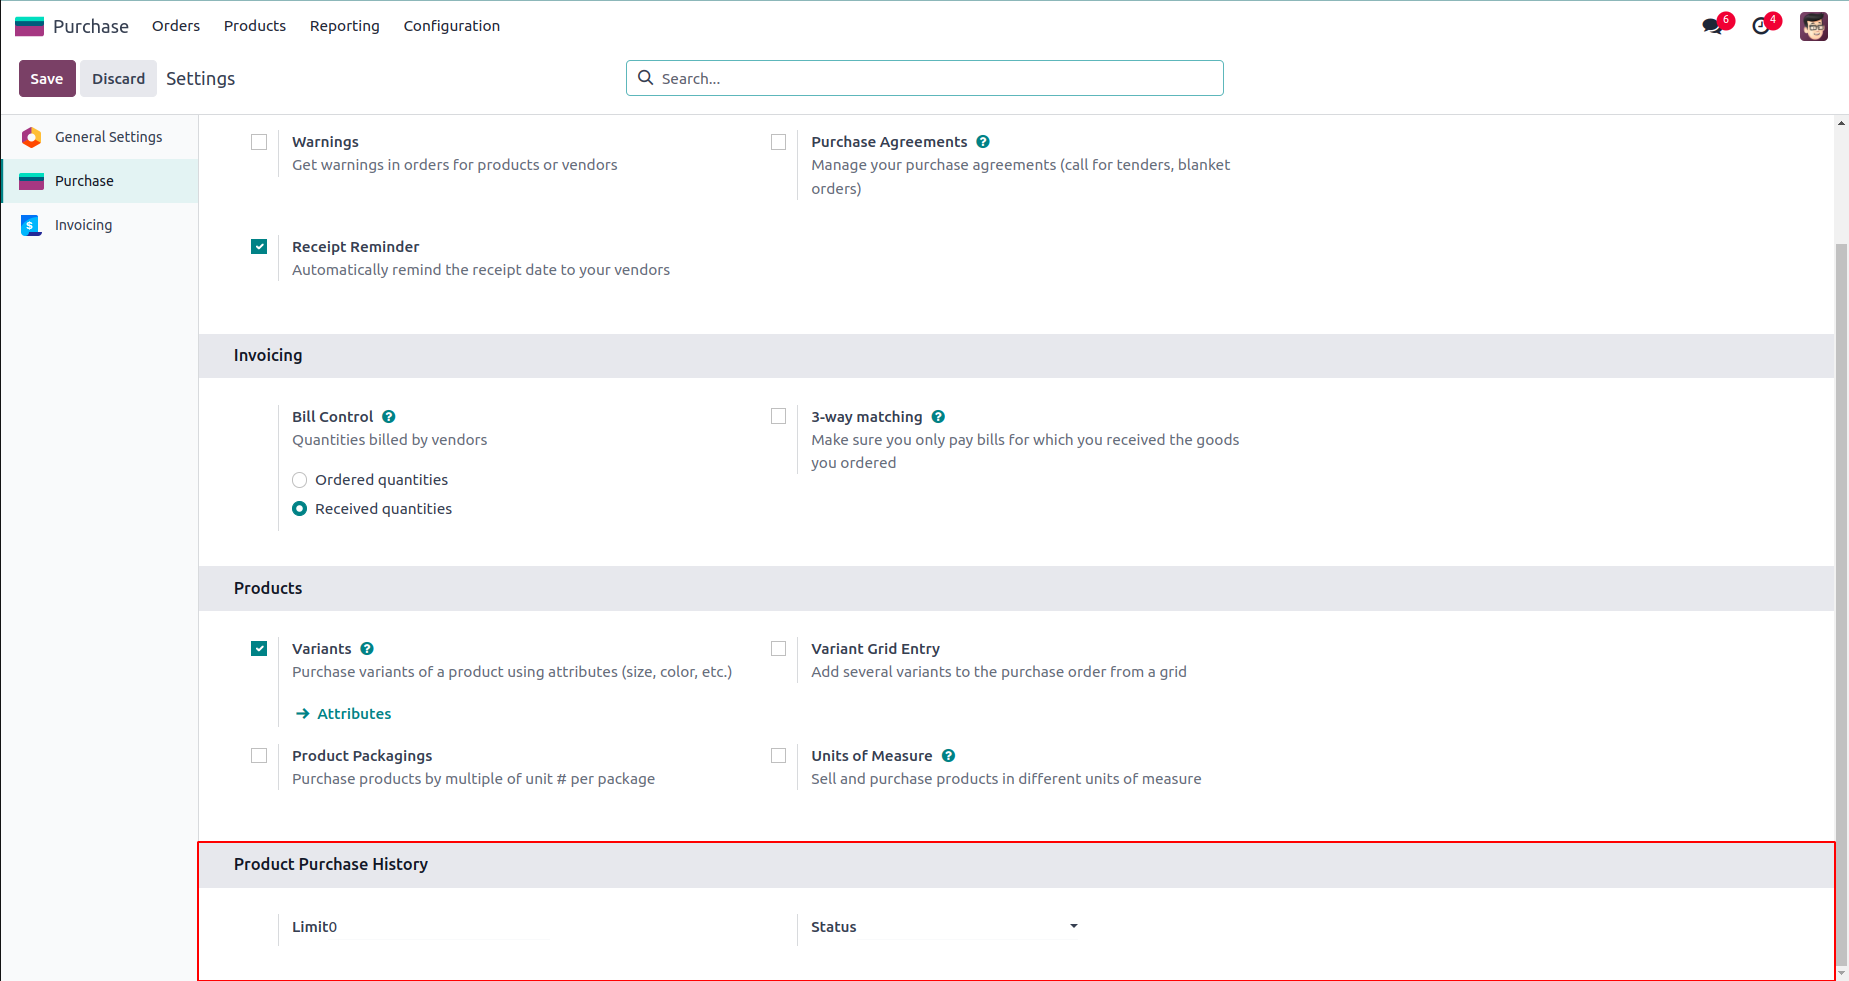 Purchase Orders Products Reporting Configuration 6 4
Save Discard Settings Search...
General Settings
Purchase
Invoicing
Warnings
Get warnings in orders for products or vendors
Purchase Agreements ?
Manage your purchase agreements (call for tenders, blanket
orders)
Receipt Reminder
Automatically remind the receipt date to your vendors
Invoicing
Bill Control ?
Quantities billed by vendors
Ordered quantities
Received quantities
3-way matching ?
Make sure you only pay bills for which you received the goods
you ordered
Products
Variants ?
Purchase variants of a product using attributes (size, color, etc.)
Attributes
Variant Grid Entry
Add several variants to the purchase order from a grid
Product Packagings
Purchase products by multiple of unit # per package
Units of Measure ?
Sell and purchase products in different units of measure
Product Purchase History
Limit0
Status